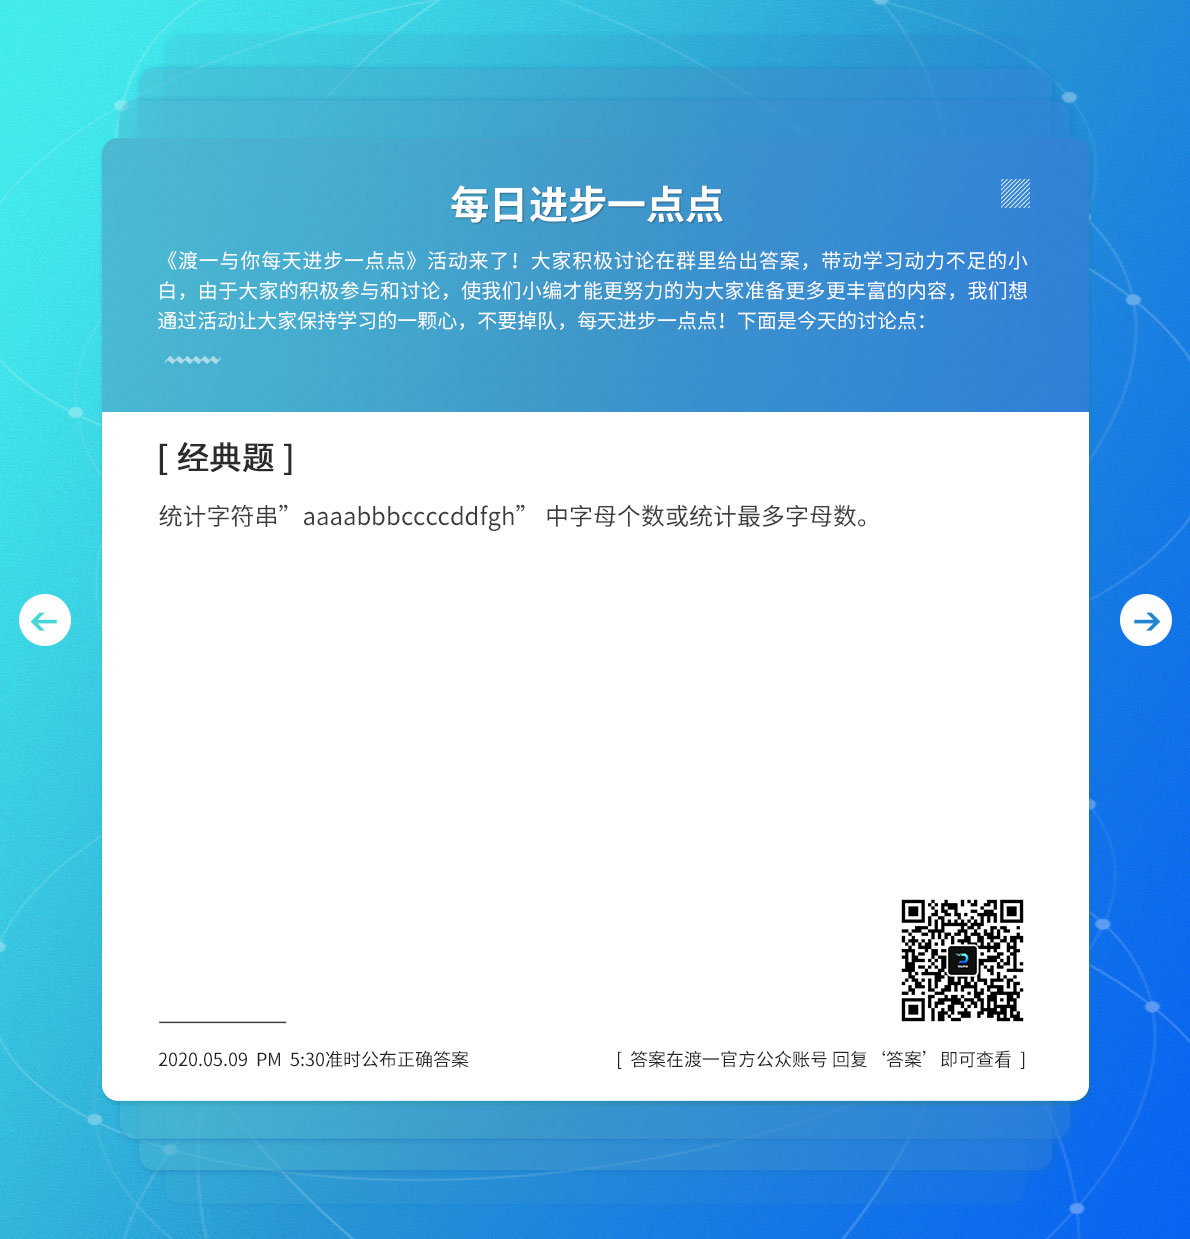 每日进步一点点
《渡一与你每天进步一点点》活动来了！大家积极讨论在群里给出答案，带动学习动力不足的小
白，由于大家的积极参与和讨论，使我们小编才能更努力的为大家准备更多更丰富的内容，我们想
通过活动让大家保持学习的一颗心，不要掉队，每天进步一点点！下面是今天的讨论点：
[ 经典题 ]
统计字符串”aaaabbbccccddfgh” 中字母个数或统计最多字母数。
2020.05.09 PM 5:30准时公布正确答案
[ 答案在渡一官方公众账号 回复‘答案’即可查看 ]